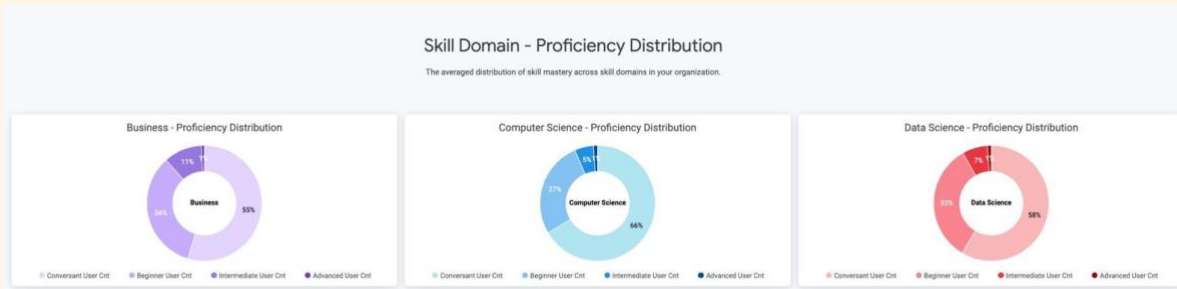 Skill Domain - Proficiency Distribution
The averaged distribution of skill mastery across skill domains in your organization.
Business - Proficiency Distribution
11% 1%
34%
Business
55%
Conversant User Cnt Beginner User Cnt Intermediate User Cnt Advanced User Cnt
Computer Science - Proficiency Distribution
5% 1%
27%
Computer Science
66%
Conversant User Cnt Beginner User Cnt Intermediate User Cnt Advanced User Cnt
Data Science - Proficiency Distribution
7% 1%
33%
Data Science
58%
Conversant User Cnt Beginner User Cnt Intermediate User Cnt Advanced User Cnt